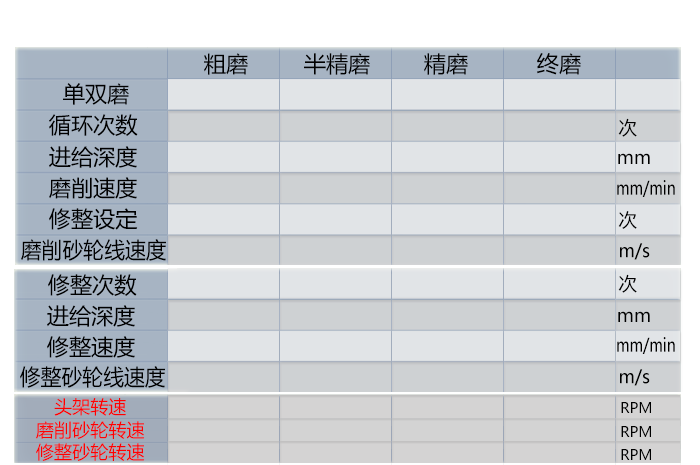 粗磨 半精磨 精磨 终磨
单双磨
循环次数 次
进给深度 mm
磨削速度 mm/min
修整设定 次
磨削砂轮线速度 m/s
修整次数 次
进给深度 mm
修整速度 mm/min
修整砂轮线速度 m/s
头架转速 RPM
磨削砂轮转速 RPM
修整砂轮转速 RPM